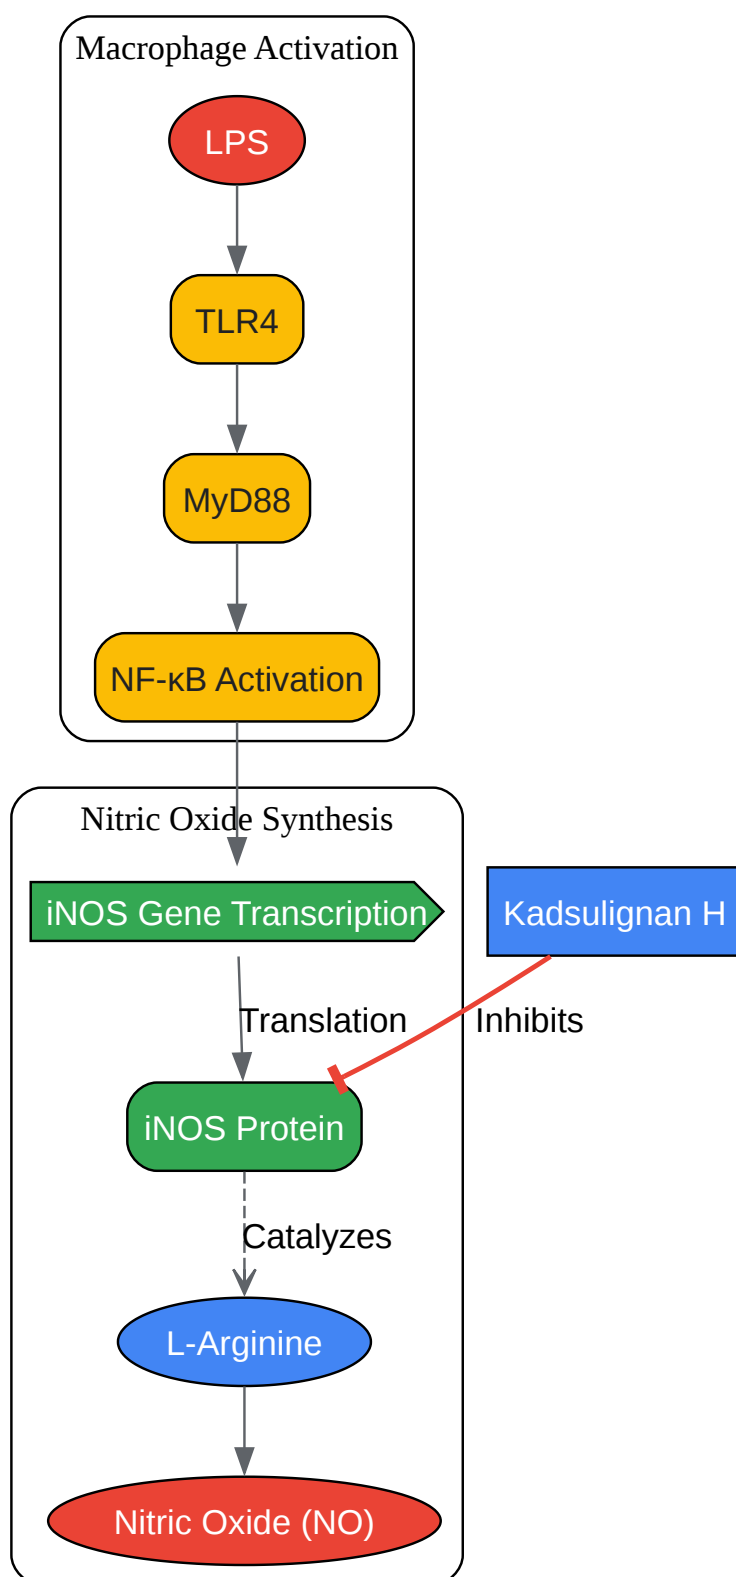 Macrophage Activation
LPS
TLR4
MyD88
NF-κB Activation
Nitric Oxide Synthesis
iNOS Gene Transcription
Kadsulignan H
Translation
Inhibits
iNOS Protein
Catalyzes
L-Arginine
Nitric Oxide (NO)